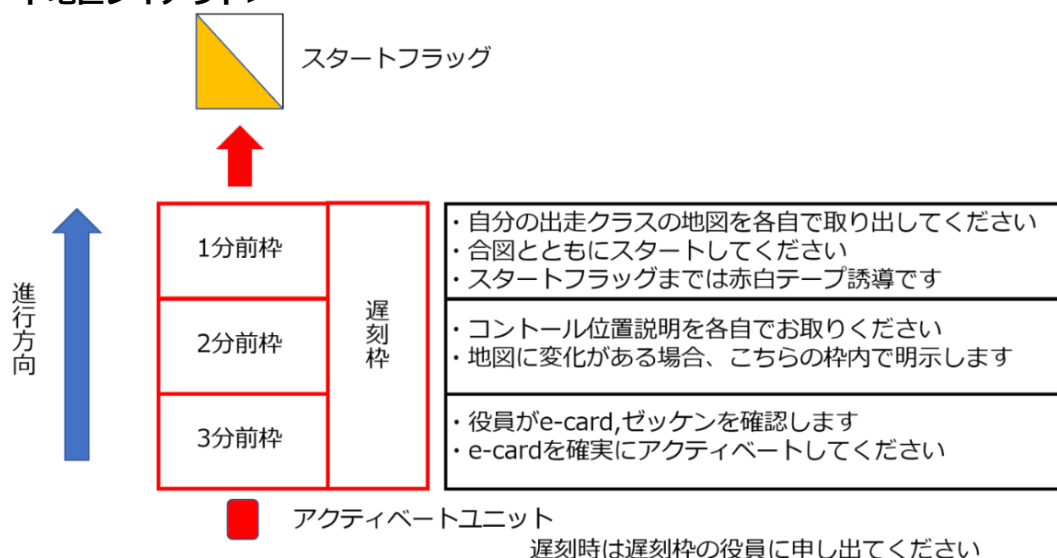 スタートフラッグ
進行方向
1分前枠
2分前枠
3分前枠
遅刻枠
・自分の出走クラスの地図を各自で取り出してください
・合図とともにスタートしてください
・スタートフラッグまでは赤白テープ誘導です
・コントール位置説明を各自でお取りください
・地図に変化がある場合、こちらの枠内で明示します
・役員がe-card,ゼッケンを確認します
・e-cardを確実にアクティベートしてください
アクティベートユニット
遅刻時は遅刻枠の役員に申し出てください